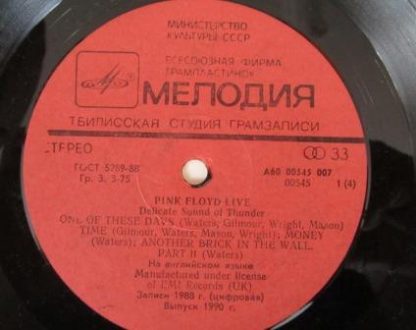 МИНИСТЕРСТВО
КУЛЬТУРЫ СССР
ВСЕСОЮЗНАЯ ФИРМА
ГРАМПЛАСТИНОК
МЕЛОДИЯ
ТБИЛИССКАЯ СТУДИЯ ГРАМЗАПИСИ
СТЕРЕО
33
ГОСТ 5289-88
Гр. 3. 3-75
А60 00545 007
00545 1(4)
PINK FLOYD LIVE
Delicate Sound of Thunder
ONE OF THESE DAYS (Waters, Gilmour, Wright, Mason)
TIME (Gilmour, Waters, Mason, Wright); MONEY
(Waters); ANOTHER BRICK IN THE WALL,
PART II (Waters)
На английском языке
Manufactured under license
of EMI Records (UK)
Записи 1988 г. (цифровая)
Выпуск 1990 г.